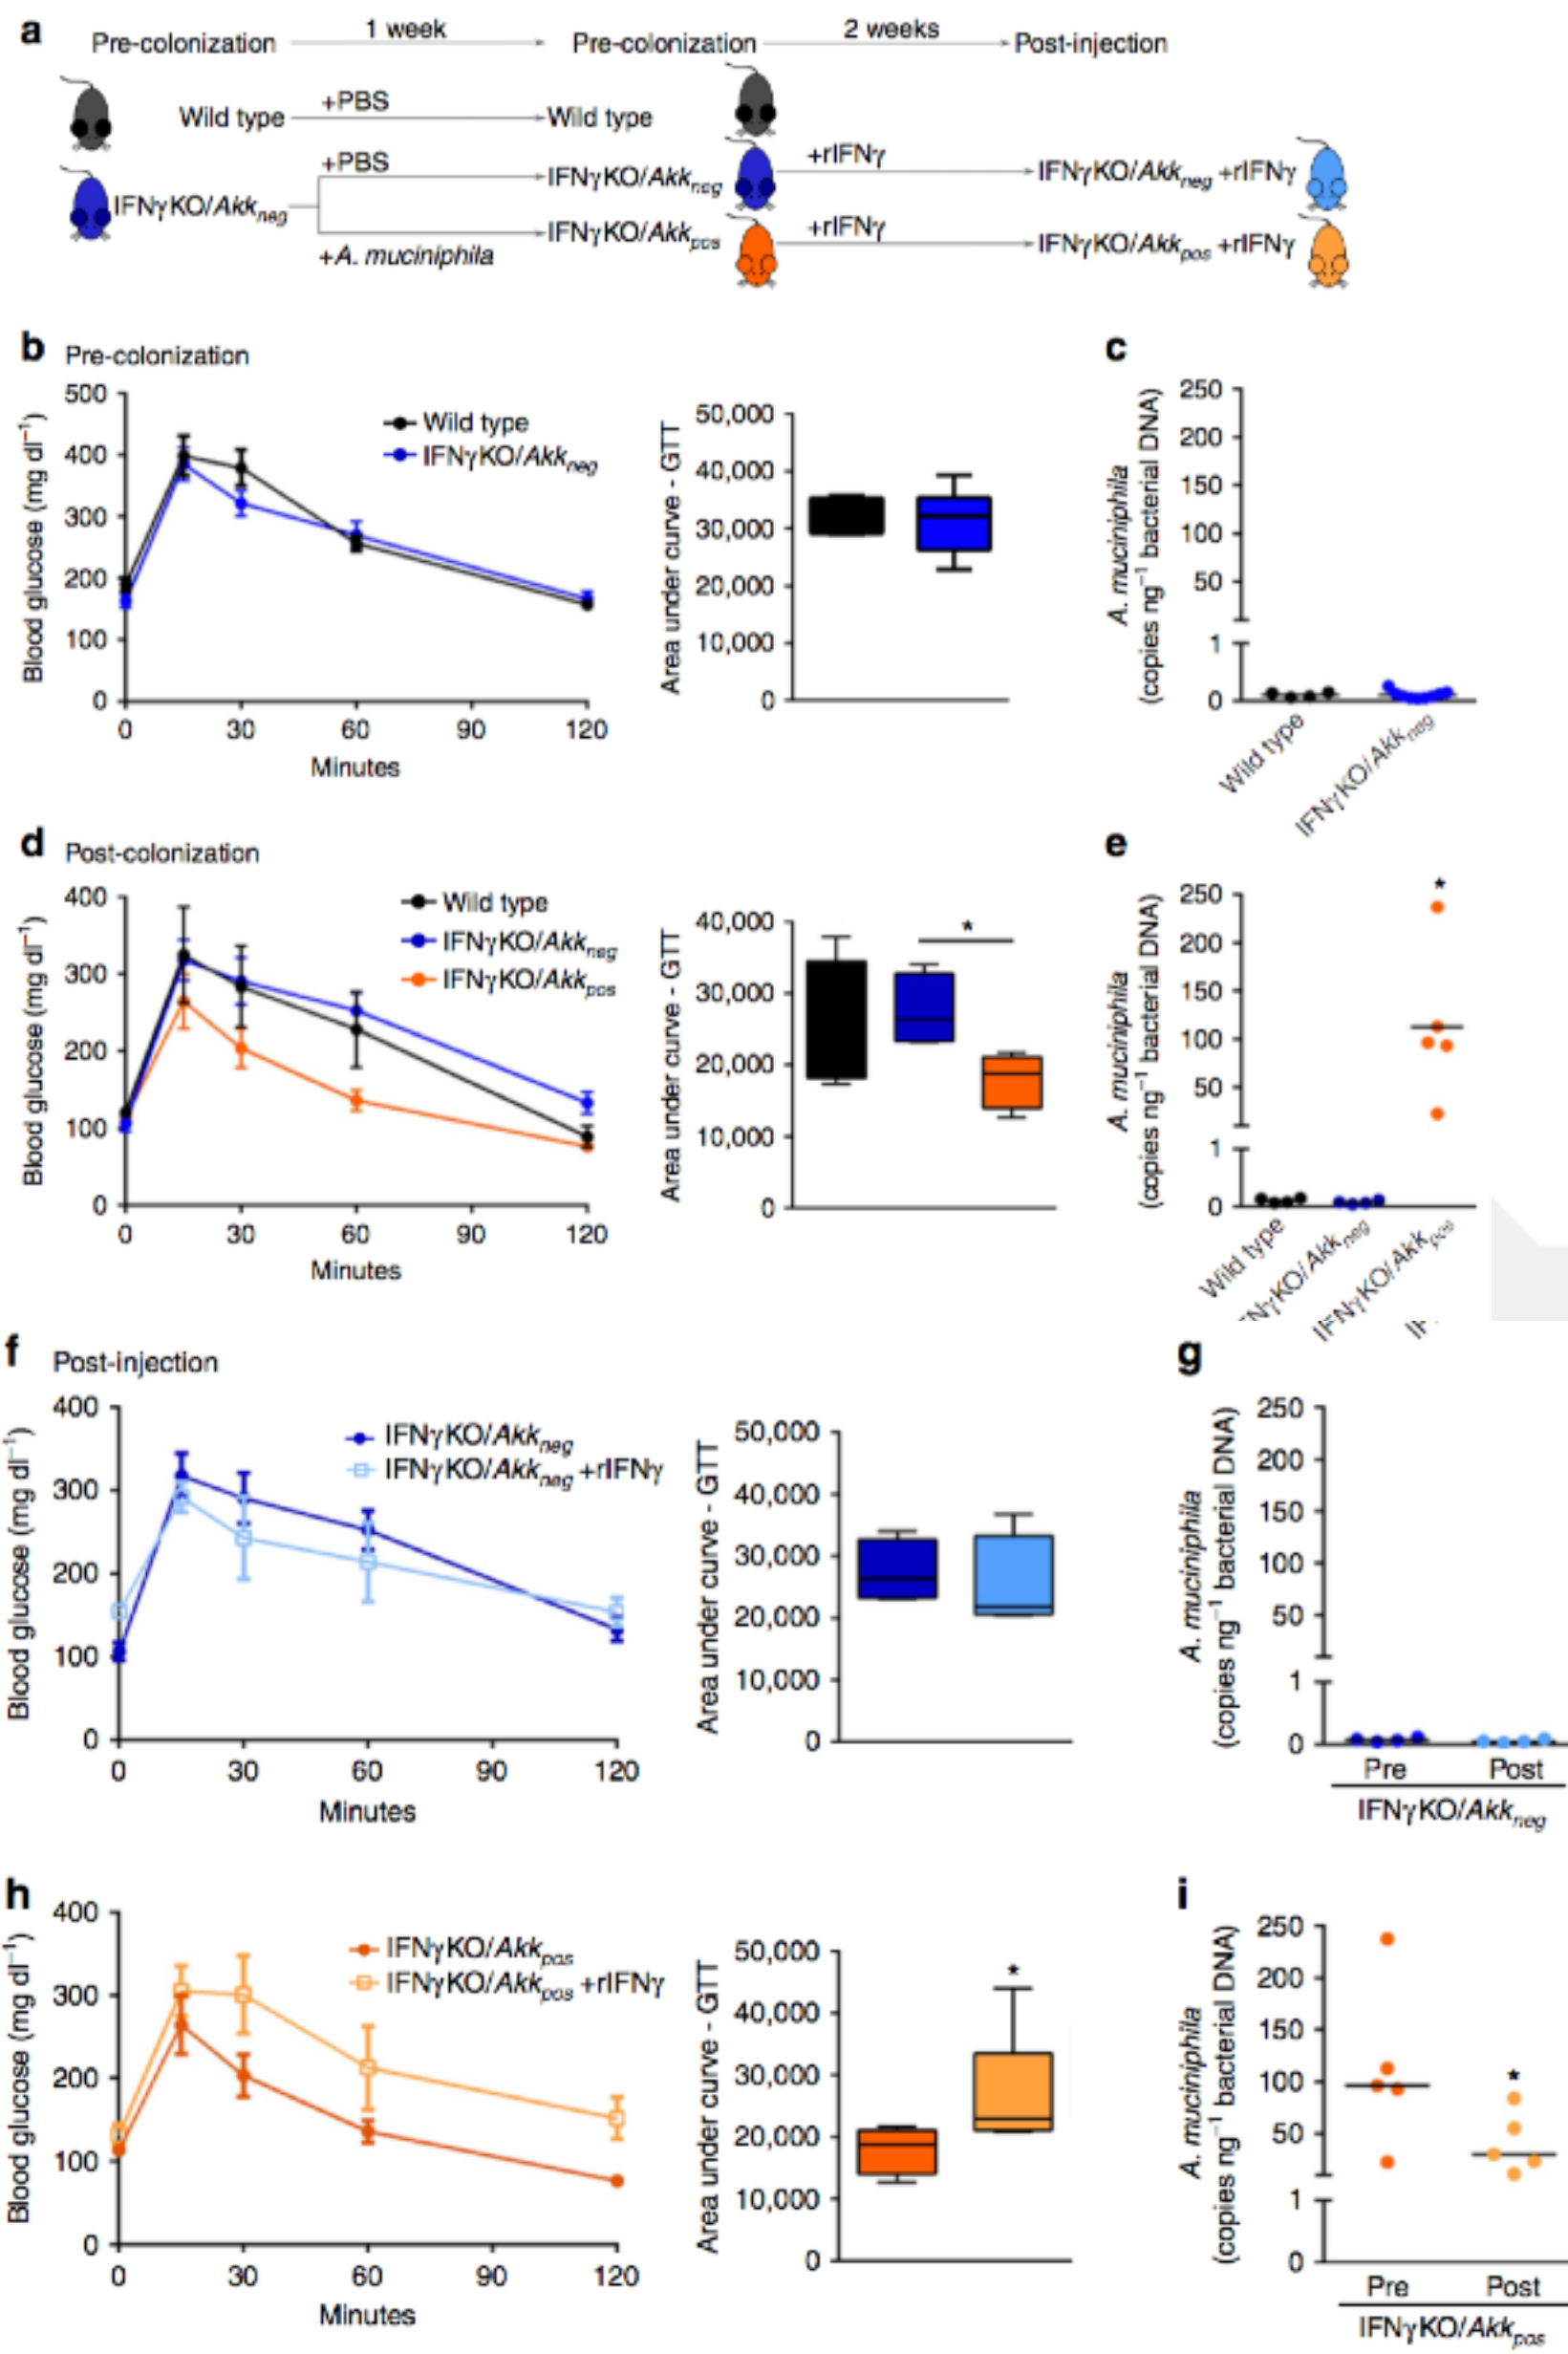 a
Pre-colonization 1 week Pre-colonization 2 weeks Post-injection
Wild type +PBS Wild type
+PBS
IFNγKO/Akkneg IFNγKO/Akkneg +rIFNγ IFNγKO/Akkneg +rIFNγ
+A. muciniphila IFNγKO/Akkpos +rIFNγ IFNγKO/Akkpos +rIFNγ
b Pre-colonization
Blood glucose (mg dl⁻¹)
500
400
300
200
100
0
0 30 60 90 120
Minutes
Wild type
IFNγKO/Akkneg
Area under curve - GTT
50,000
40,000
30,000
20,000
10,000
0
c
A. muciniphila
(copies ng⁻¹ bacterial DNA)
250
200
150
100
50
1
0
Wild type
IFNγKO/Akkneg
d Post-colonization
Blood glucose (mg dl⁻¹)
400
300
200
100
0
0 30 60 90 120
Minutes
Wild type
IFNγKO/Akkneg
IFNγKO/Akkpos
Area under curve - GTT
40,000
30,000
20,000
10,000
0
*
e
A. muciniphila
(copies ng⁻¹ bacterial DNA)
250
200
150
100
50
1
0
*
Wild type
FNγKO/Akkneg
IFNγKO/Akkpos
f Post-injection
Blood glucose (mg dl⁻¹)
400
300
200
100
0
0 30 60 90 120
Minutes
IFNγKO/Akkneg
IFNγKO/Akkneg +rIFNγ
Area under curve - GTT
50,000
40,000
30,000
20,000
10,000
0
g
A. muciniphila
(copies ng⁻¹ bacterial DNA)
250
200
150
100
50
1
0
Pre Post
IFNγKO/Akkneg
h
Blood glucose (mg dl⁻¹)
400
300
200
100
0
0 30 60 90 120
Minutes
IFNγKO/Akkpos
IFNγKO/Akkpos +rIFNγ
Area under curve - GTT
50,000
40,000
30,000
20,000
10,000
0
*
i
A. muciniphila
(copies ng⁻¹ bacterial DNA)
250
200
150
100
50
1
0
*
Pre Post
IFNγKO/Akkpos